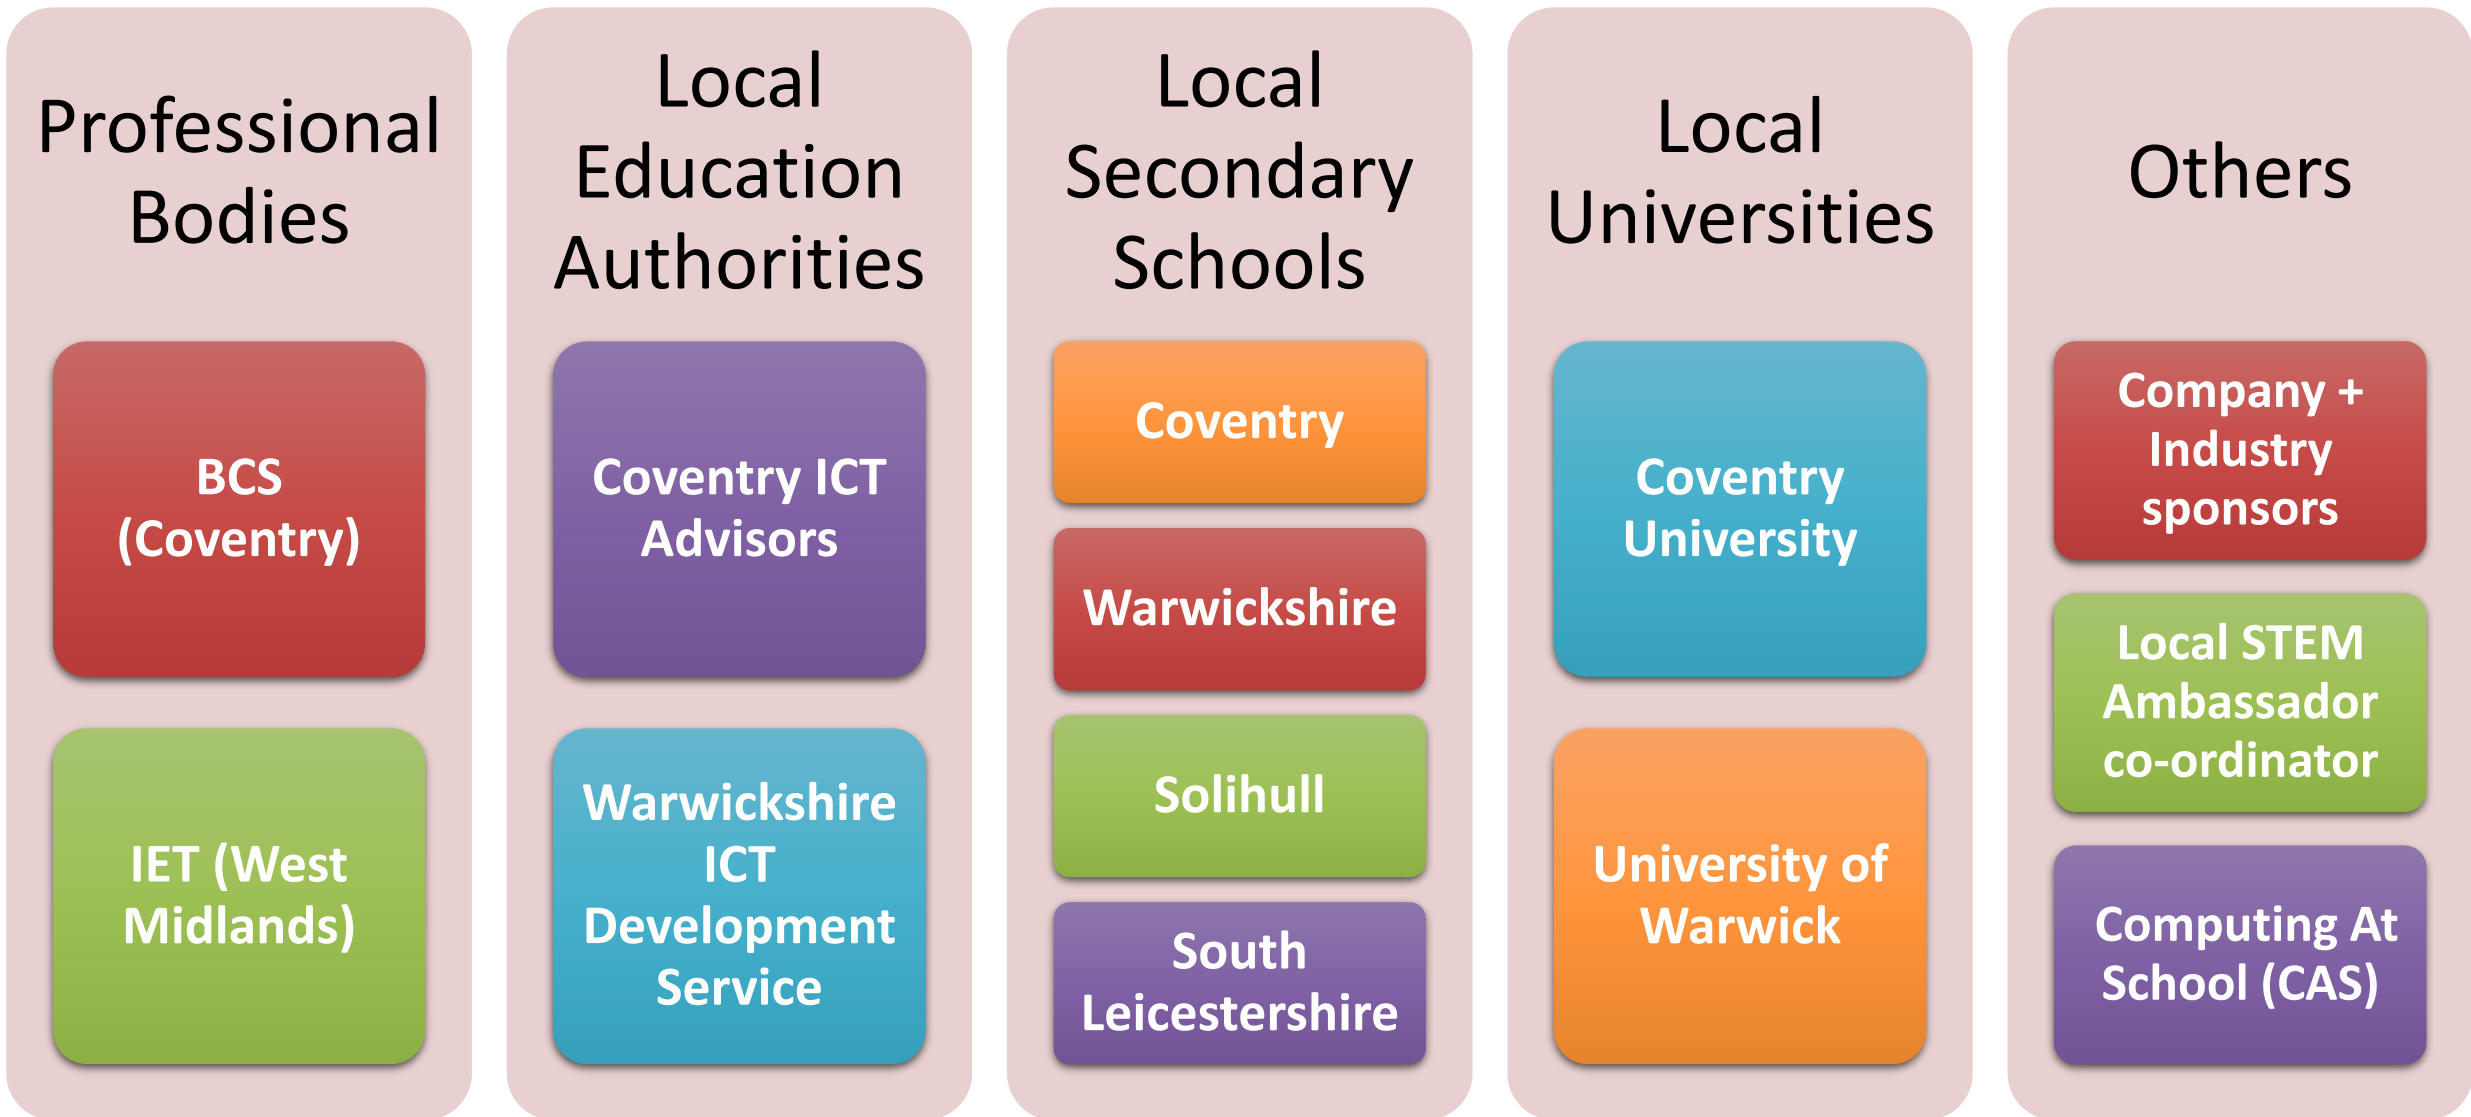 Professional
Bodies
BCS
(Coventry)
IET (West
Midlands)
Local
Education
Authorities
Coventry ICT
Advisors
Warwickshire
ICT
Development
Service
Local
Secondary
Schools
Coventry
Warwickshire
Solihull
South
Leicestershire
Local
Universities
Coventry
University
University of
Warwick
Others
Company +
Industry
sponsors
Local STEM
Ambassador
co-ordinator
Computing At
School (CAS)